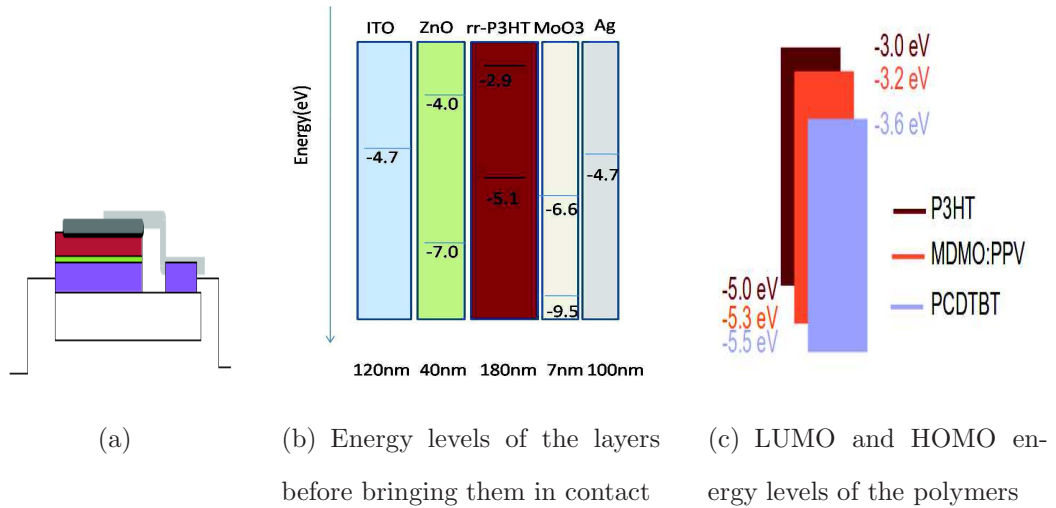 ITO ZnO rr-P3HT MoO3 Ag
Energy(eV)
-2.9
-4.0
-4.7
-4.7
-5.1
-6.6
-7.0
-9.5
120nm 40nm 180nm 7nm 100nm
-3.0 eV
-3.2 eV
-3.6 eV
P3HT
MDMO:PPV
PCDTBT
-5.0 eV
-5.3 eV
-5.5 eV
(a)
(b) Energy levels of the layers
before bringing them in contact
(c) LUMO and HOMO en-
ergy levels of the polymers